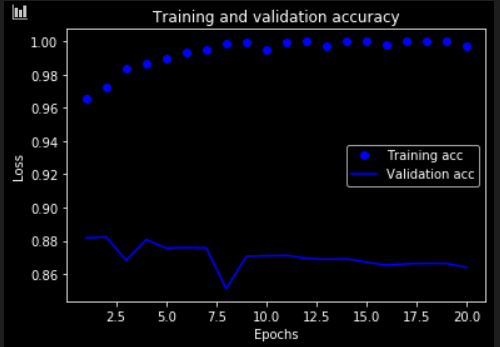 Training and validation accuracy
1.00
0.98
0.96
0.94
0.92
0.90
0.88
0.86
Loss
Training acc
Validation acc
2.5 5.0 7.5 10.0 12.5 15.0 17.5 20.0
Epochs